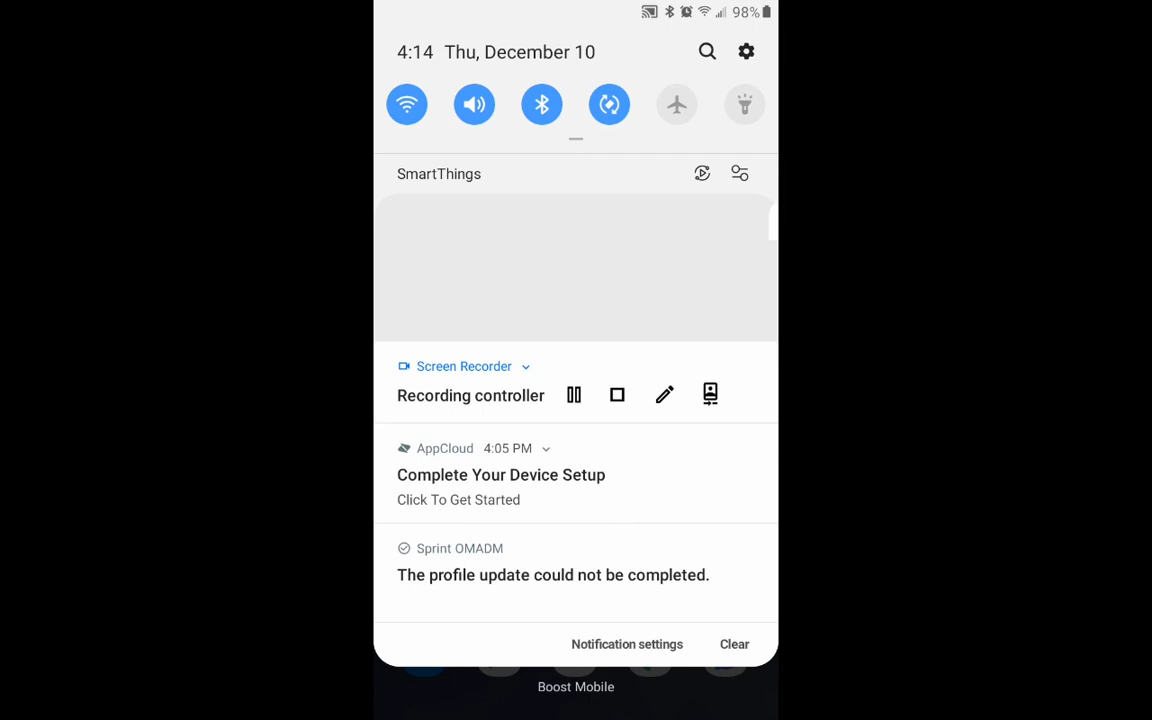 98%
4:14 Thu, December 10
SmartThings
Screen Recorder
Recording controller
AppCloud 4:05 PM
Complete Your Device Setup
Click To Get Started
Sprint OMADM
The profile update could not be completed.
Notification settings Clear
Boost Mobile